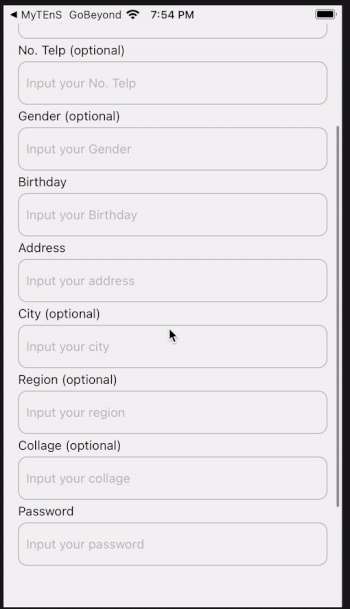 ◀ MyTEnS GoBeyond 7:54 PM
No. Telp (optional)
Input your No. Telp
Gender (optional)
Input your Gender
Birthday
Input your Birthday
Address
Input your address
City (optional)
Input your city
Region (optional)
Input your region
Collage (optional)
Input your collage
Password
Input your password